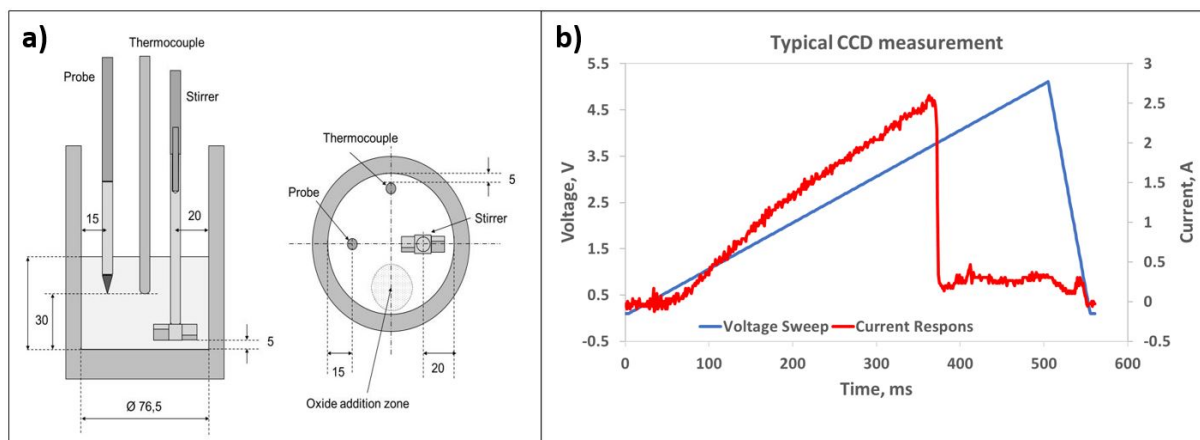 a)
Thermocouple
Probe
Stirrer
15
20
30
5
Ø 76,5
Thermocouple
5
Probe
Stirrer
15
20
Oxide addition zone
b)
Typical CCD measurement
5.5
4.5
3.5
2.5
1.5
0.5
-0.5
Voltage, V
3
2.5
2
1.5
1
0.5
0
-0.5
Current, A
Voltage Sweep
Current Respons
0
100
200
300
400
500
600
Time, ms